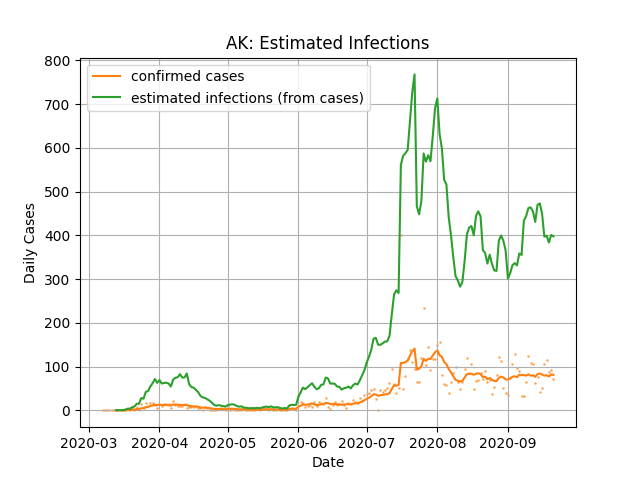 AK: Estimated Infections
confirmed cases
estimated infections (from cases)
Daily Cases
800
700
600
500
400
300
200
100
0
2020-03 2020-04 2020-05 2020-06 2020-07 2020-08 2020-09
Date